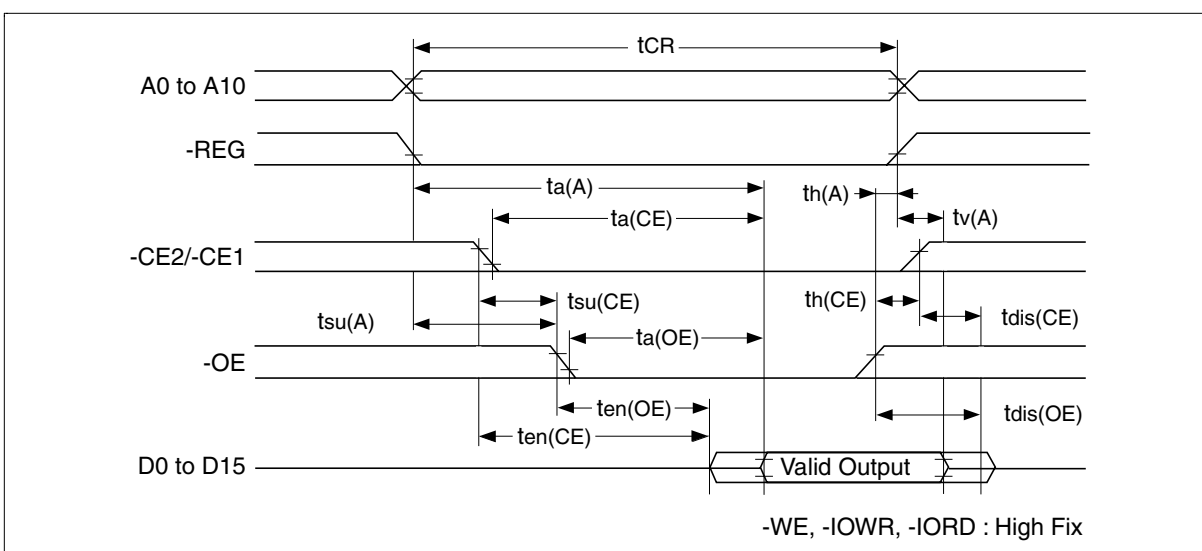 tCR
A0 to A10
-REG
ta(A)
th(A)
ta(CE)
tv(A)
-CE2/-CE1
tsu(CE)
th(CE)
tsu(A)
tdis(CE)
ta(OE)
-OE
ten(OE)
tdis(OE)
ten(CE)
D0 to D15
Valid Output
-WE, -IOWR, -IORD : High Fix